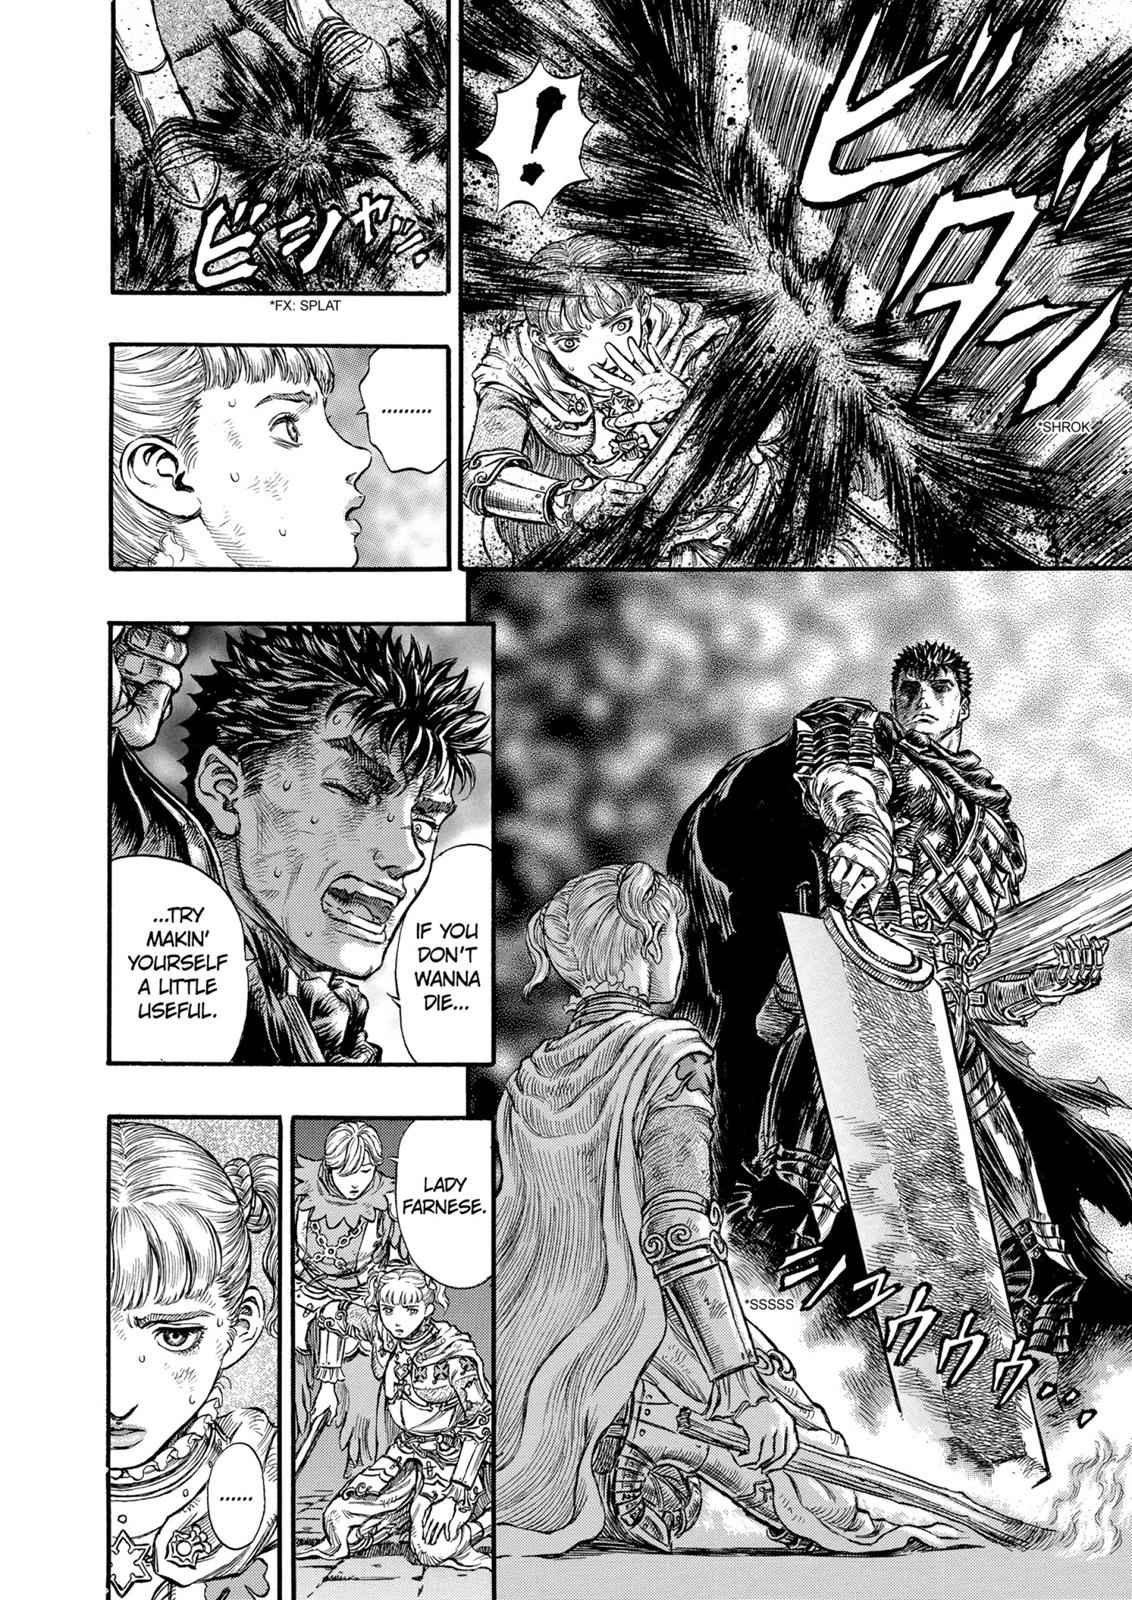 !
ビダン
*SHROK
ビシャッ
*FX: SPLAT
..........
シュウウウ...
*SSSSS
IF YOU
DON'T
WANNA
DIE...
...TRY
MAKIN'
YOURSELF
A LITTLE
USEFUL.
LADY
FARNESE.
......